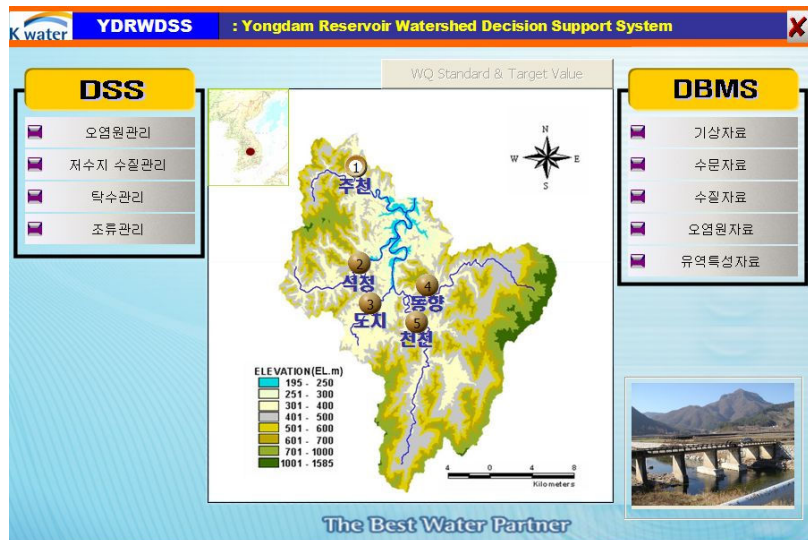 K water
YDRWDSS
: Yongdam Reservoir Watershed Decision Support System
X
WQ Standard & Target Value
DSS
오염원관리
저수지 수질관리
탁수관리
조류관리
DBMS
기상자료
수문자료
수질자료
오염원자료
유역특성자료
N
W
E
S
1
주천
2
석정
3
도치
4
동향
5
천천
ELEVATION(EL.m)
195 - 250
251 - 300
301 - 400
401 - 500
501 - 600
601 - 700
701 - 1000
1001 - 1585
4 0 4 8
Kilometers
The Best Water Partner